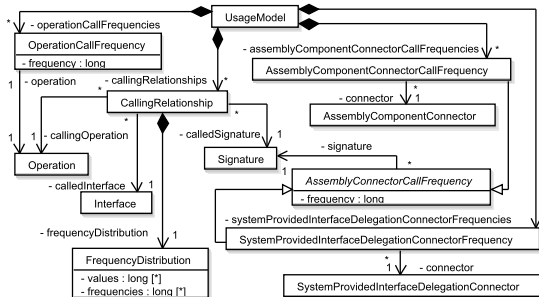 - operationCallFrequencies
UsageModel
*
OperationCallFrequency
- frequency : long
- assemblyComponentConnectorCallFrequencies
*
AssemblyComponentConnectorCallFrequency
1
- operation
- callingRelationships
*
- connector
*
1
*
CallingRelationship
*
*
*
AssemblyComponentConnector
1
1
- callingOperation
- calledSignature
1
Operation
Signature
- signature
1
*
- calledInterface
1
Interface
AssemblyConnectorCallFrequency
- frequency : long
- systemProvidedInterfaceDelegationConnectorFrequencies
*
- frequencyDistribution
1
SystemProvidedInterfaceDelegationConnectorFrequency
FrequencyDistribution
- values : long [*]
- frequencies : long [*]
*
1
- connector
SystemProvidedInterfaceDelegationConnector